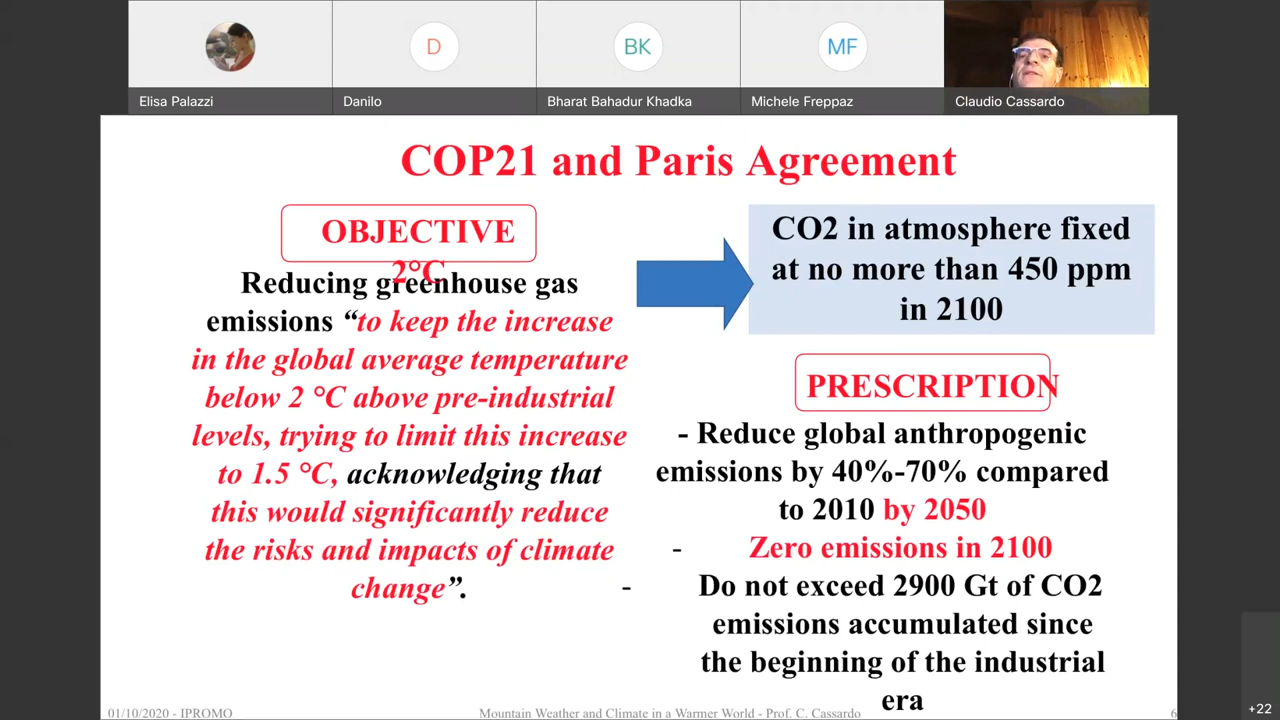 D
BK
MF
Elisa Palazzi
Danilo
Bharat Bahadur Khadka
Michele Freppaz
Claudio Cassardo
COP21 and Paris Agreement
OBJECTIVE
2°C
Reducing greenhouse gas
emissions “to keep the increase
in the global average temperature
below 2 °C above pre-industrial
levels, trying to limit this increase
to 1.5 °C, acknowledging that
this would significantly reduce
the risks and impacts of climate
change”.
CO2 in atmosphere fixed
at no more than 450 ppm
in 2100
PRESCRIPTION
- Reduce global anthropogenic
emissions by 40%-70% compared
to 2010 by 2050
- Zero emissions in 2100
- Do not exceed 2900 Gt of CO2
emissions accumulated since
the beginning of the industrial
era
01/10/2020 - IPROMO
Mountain Weather and Climate in a Warmer World - Prof. C. Cassardo
6
+22